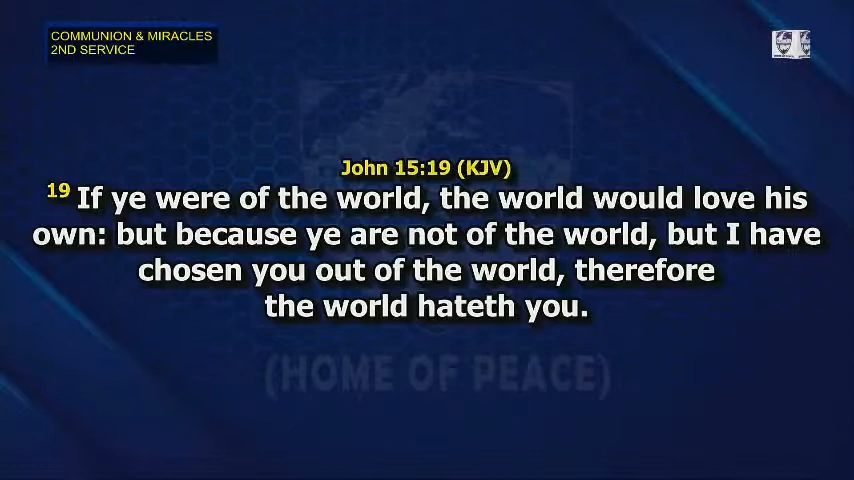 COMMUNION & MIRACLES
2ND SERVICE
John 15:19 (KJV)
19 If ye were of the world, the world would love his
own: but because ye are not of the world, but I have
chosen you out of the world, therefore
the world hateth you.
(HOME OF PEACE)